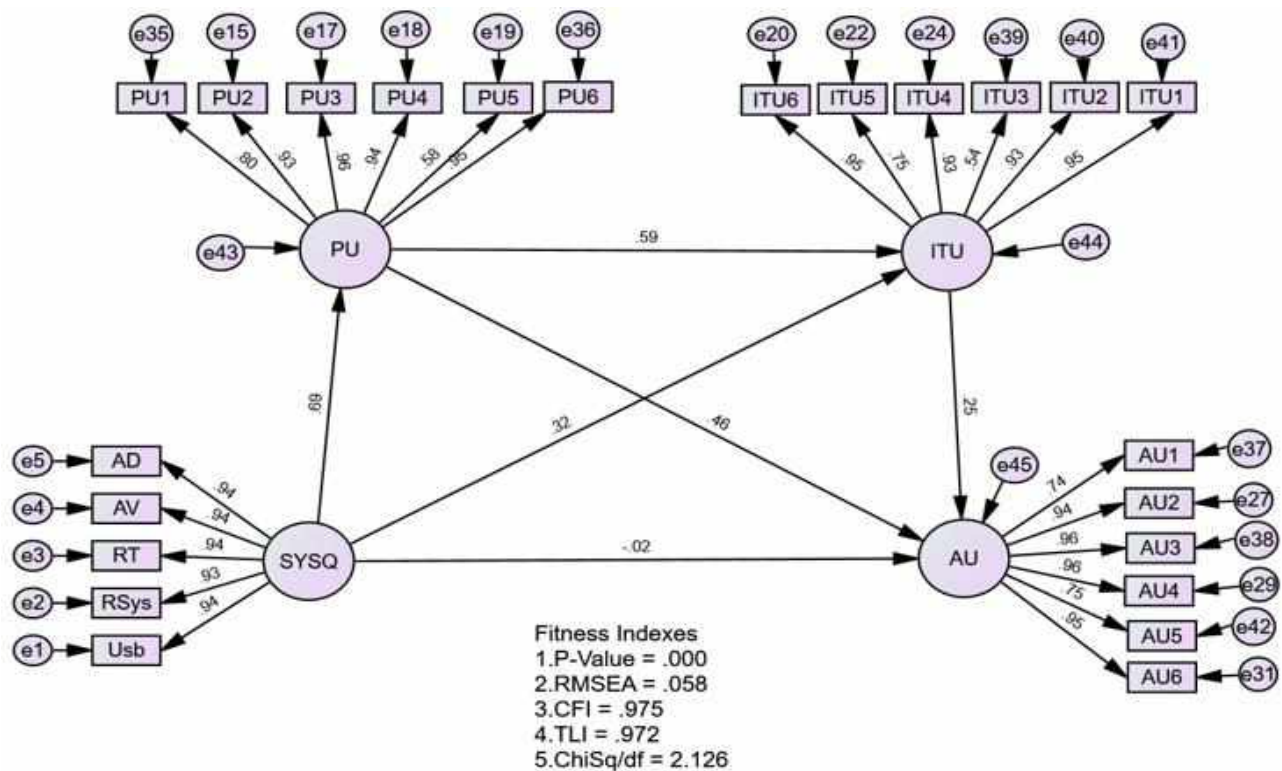 e35 e15 e17 e18 e19 e36
e20 e22 e24 e39 e40 e41
PU1 PU2 PU3 PU4 PU5 PU6
ITU6 ITU5 ITU4 ITU3 ITU2 ITU1
.80 .93 .96 .94 .58 .95
.95 .75 .93 .54 .93 .95
e43 PU .59 ITU e44
.69 .32 .46 .25
e5 AD .94
e4 AV .94
e3 RT .94
e2 RSys .93
e1 Usb .94
SYSQ -.02 AU e45
.74 AU1 e37
.94 AU2 e27
.96 AU3 e38
.96 AU4 e29
.75 AU5 e42
.95 AU6 e31
Fitness Indexes
1.P-Value = .000
2.RMSEA = .058
3.CFI = .975
4.TLI = .972
5.ChiSq/df = 2.126